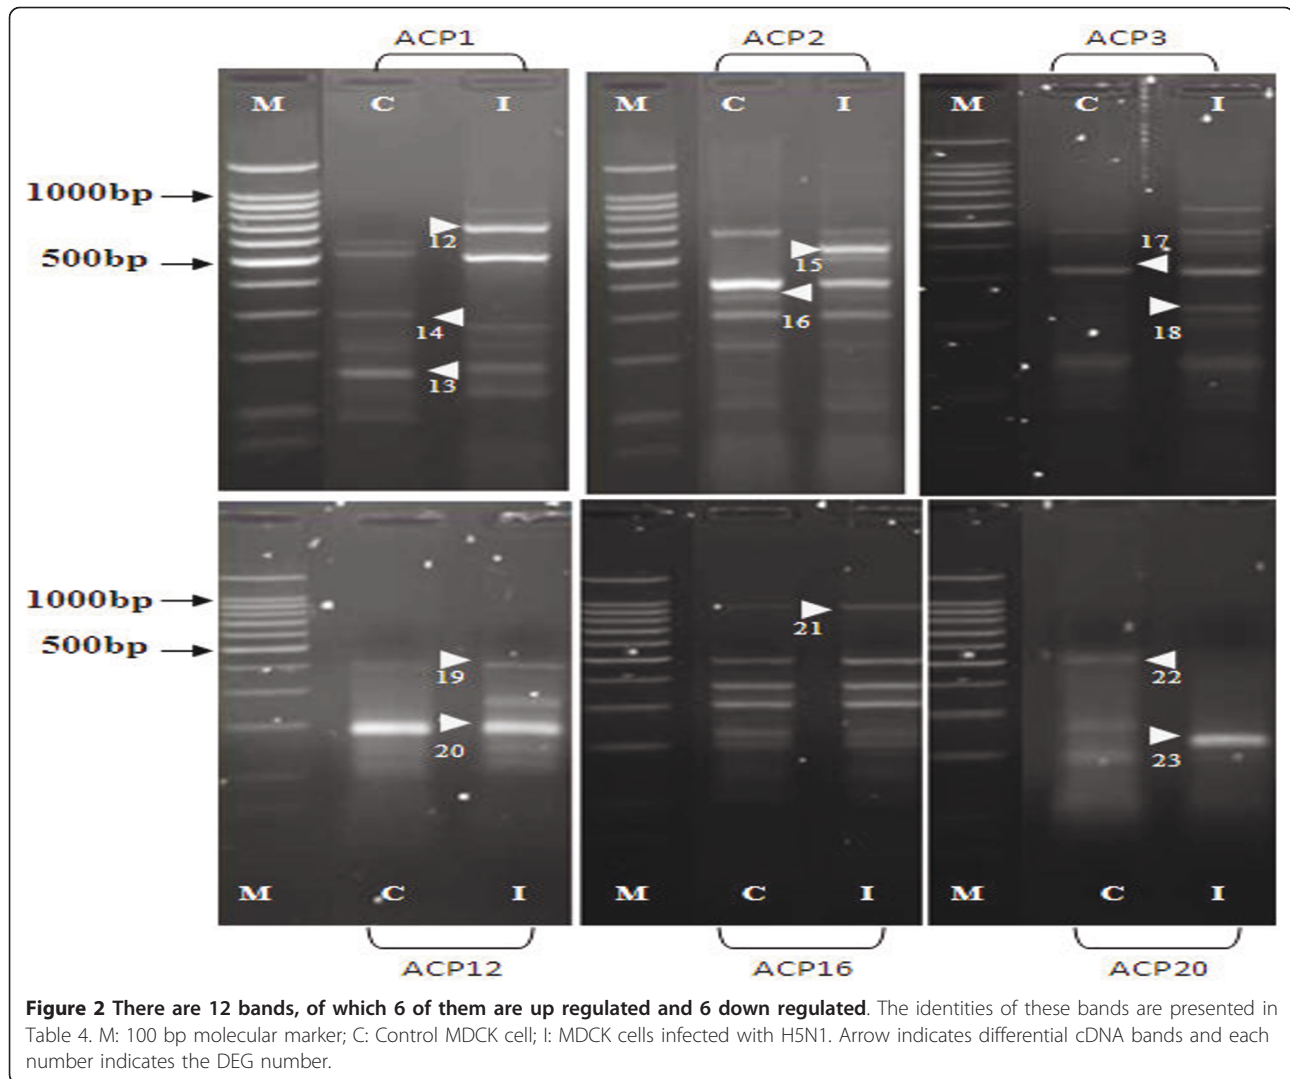 ACP1 ACP2 ACP3
M C I M C I M C I
1000bp
12 17
500bp 15
14 16 18
13
1000bp
21
500bp
19 22
20 23
M C I M C I M C I
ACP12 ACP16 ACP20
Figure 2 There are 12 bands, of which 6 of them are up regulated and 6 down regulated. The identities of these bands are presented in
Table 4. M: 100 bp molecular marker; C: Control MDCK cell; I: MDCK cells infected with H5N1. Arrow indicates differential cDNA bands and each
number indicates the DEG number.